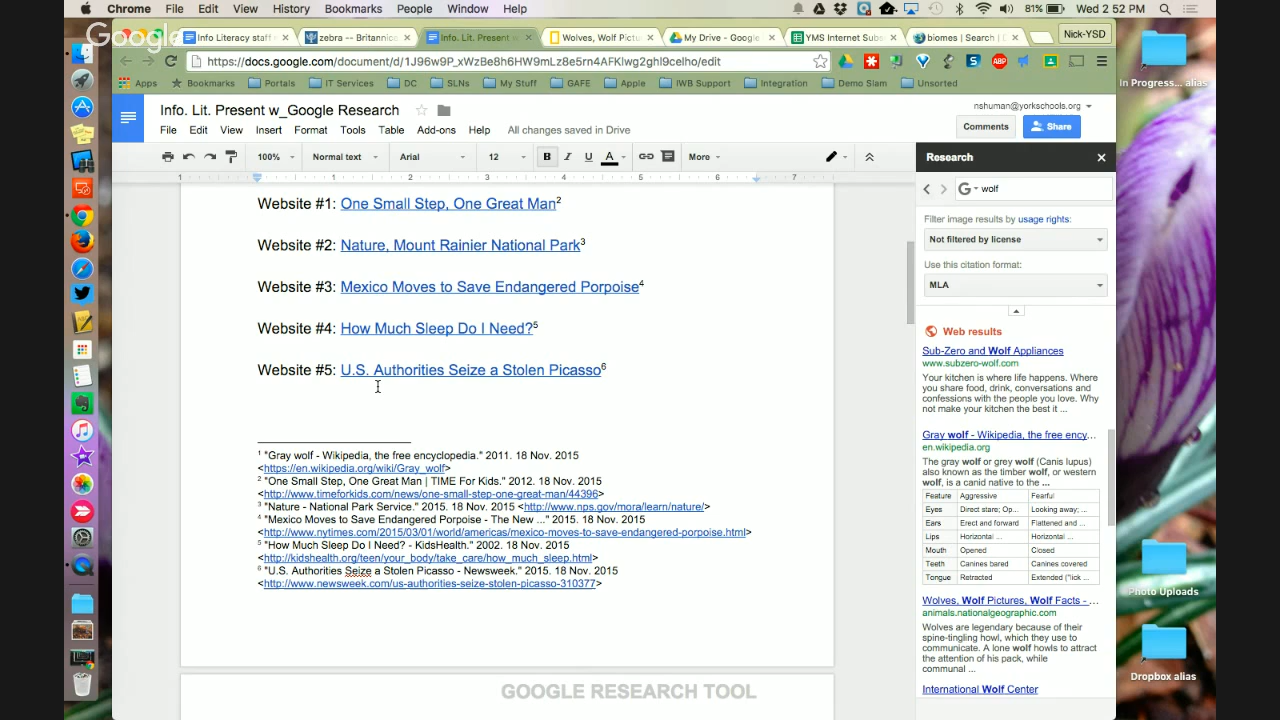 Chrome File Edit View History Bookmarks People Window Help 81% Wed 2 52 PM
Google
Info Literacy staff zebra -- Britannic Info. Lit. Present w Wolves, Wolf Pictur My Drive - Google YMS Internet Subs biomes | Search | D Nick-YSD
https://docs.google.com/document/d/1J96w9P_xWzBe8h6HW9mLz8e5rn4AFKlwg2ghl9celho/edit
Apps Bookmarks Portals IT Services DC SLNs My Stuff GAFE Apple IWB Support Integration Demo Slam Unsorted
In Progress... alias
Info. Lit. Present w_Google Research
nshuman@yorkschools.org
File Edit View Insert Format Tools Table Add-ons Help All changes saved in Drive
Comments Share
100% Normal text Arial 12 B I U A More
Research
1 1 2 3 4 5 6 7
G wolf
Website #1: One Small Step, One Great Man2
Website #2: Nature, Mount Rainier National Park3
Website #3: Mexico Moves to Save Endangered Porpoise4
Website #4: How Much Sleep Do I Need?5
Website #5: U.S. Authorities Seize a Stolen Picasso6
1 "Gray wolf - Wikipedia, the free encyclopedia." 2011. 18 Nov. 2015
<https://en.wikipedia.org/wiki/Gray_wolf>
2 "One Small Step, One Great Man | TIME For Kids." 2012. 18 Nov. 2015
<http://www.timeforkids.com/news/one-small-step-one-great-man/44396>
3 "Nature - National Park Service." 2015. 18 Nov. 2015 <http://www.nps.gov/mora/learn/nature/>
4 "Mexico Moves to Save Endangered Porpoise - The New ..." 2015. 18 Nov. 2015
<http://www.nytimes.com/2015/03/01/world/americas/mexico-moves-to-save-endangered-porpoise.html>
5 "How Much Sleep Do I Need? - KidsHealth." 2002. 18 Nov. 2015
<http://kidshealth.org/teen/your_body/take_care/how_much_sleep.html>
6 "U.S. Authorities Seize a Stolen Picasso - Newsweek." 2015. 18 Nov. 2015
<http://www.newsweek.com/us-authorities-seize-stolen-picasso-310377>
GOOGLE RESEARCH TOOL
Filter image results by usage rights:
Not filtered by license
Use this citation format:
MLA
Web results
Sub-Zero and Wolf Appliances
www.subzero-wolf.com
Your kitchen is where life happens. Where
you share food, drink, conversations and
confessions with the people you love. Why
not make your kitchen the best it ...
Gray wolf - Wikipedia, the free ency...
en.wikipedia.org
The gray wolf or grey wolf (Canis lupus)
also known as the timber wolf, or western
wolf, is a canid native to the ...
Feature Aggressive Fearful
Eyes Direct stare; Op... Looking away; ...
Ears Erect and forward Flattened and ...
Lips Horizontal ... Horizontal ...
Mouth Opened Closed
Teeth Canines bared Canines covered
Tongue Retracted Extended ("lick ...
Wolves, Wolf Pictures, Wolf Facts - ...
animals.nationalgeographic.com
Wolves are legendary because of their
spine-tingling howl, which they use to
communicate. A lone wolf howls to attract
the attention of his pack, while
communal ...
International Wolf Center
Photo Uploads
Dropbox alias